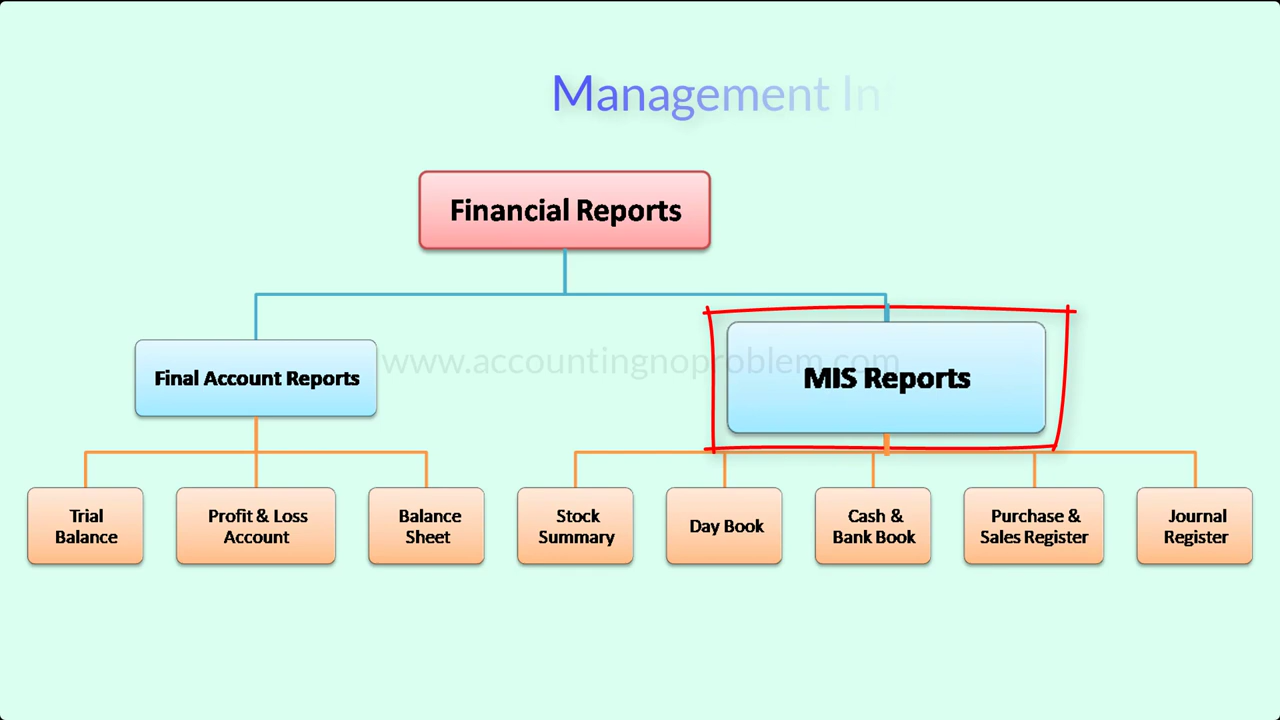 Management In
Financial Reports
www.accountingnoproblem.com
Final Account Reports
MIS Reports
Trial
Balance
Profit & Loss
Account
Balance
Sheet
Stock
Summary
Day Book
Cash &
Bank Book
Purchase &
Sales Register
Journal
Register